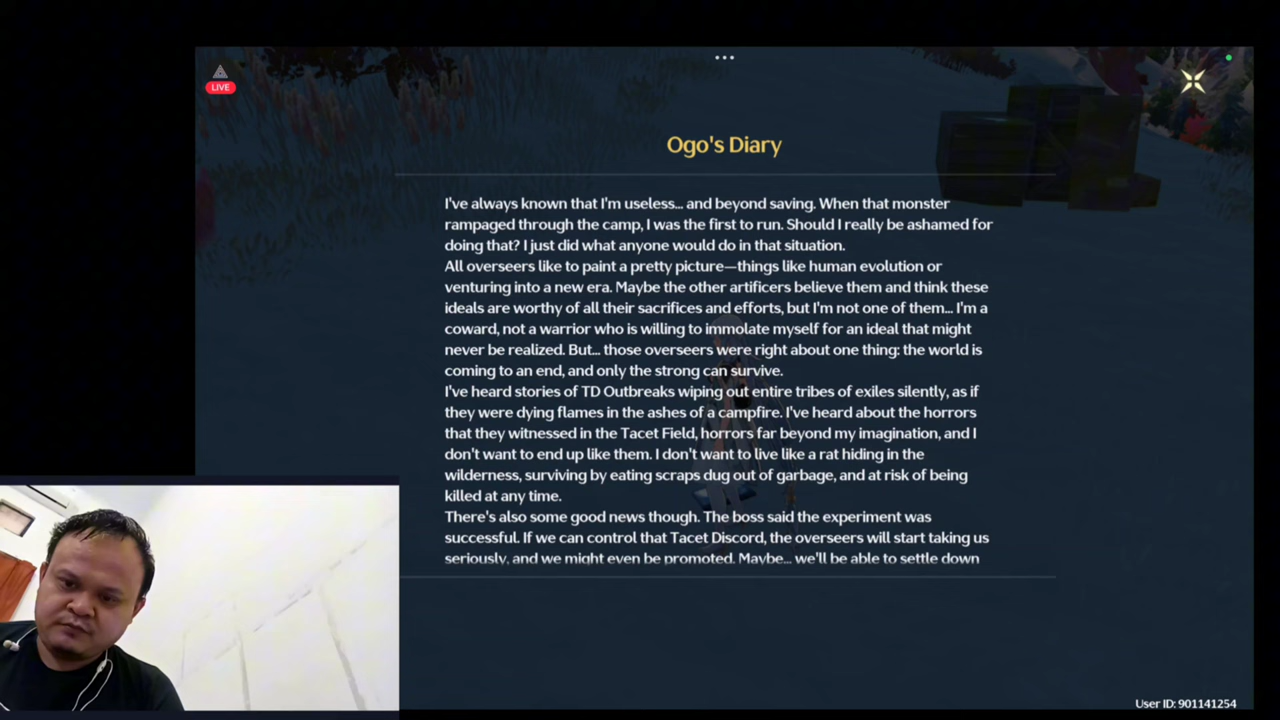 LIVE
Ogo's Diary
I've always known that I'm useless... and beyond saving. When that monster
rampaged through the camp, I was the first to run. Should I really be ashamed for
doing that? I just did what anyone would do in that situation.
All overseers like to paint a pretty picture—things like human evolution or
venturing into a new era. Maybe the other artificers believe them and think these
ideals are worthy of all their sacrifices and efforts, but I'm not one of them... I'm a
coward, not a warrior who is willing to immolate myself for an ideal that might
never be realized. But... those overseers were right about one thing: the world is
coming to an end, and only the strong can survive.
I've heard stories of TD Outbreaks wiping out entire tribes of exiles silently, as if
they were dying flames in the ashes of a campfire. I've heard about the horrors
that they witnessed in the Tacet Field, horrors far beyond my imagination, and I
don't want to end up like them. I don't want to live like a rat hiding in the
wilderness, surviving by eating scraps dug out of garbage, and at risk of being
killed at any time.
There's also some good news though. The boss said the experiment was
successful. If we can control that Tacet Discord, the overseers will start taking us
seriously, and we might even be promoted. Maybe... we'll be able to settle down
User ID: 901141254